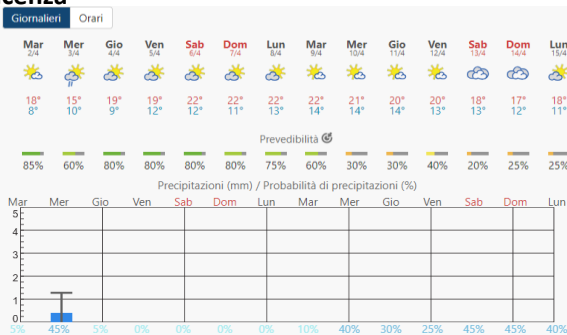 Giornalieri Orari
Mar Mer Gio Ven Sab Dom Lun Mar Mer Gio Ven Sab Dom Lun
2/4 3/4 4/4 5/4 6/4 7/4 8/4 9/4 10/4 11/4 12/4 13/4 14/4 15/4
18° 15° 19° 19° 22° 22° 22° 22° 21° 20° 20° 18° 17° 18°
8° 10° 9° 12° 12° 11° 13° 14° 14° 14° 13° 13° 12° 11°
Prevedibilità
85% 60% 80% 80% 80% 80% 75% 60% 30% 30% 40% 20% 25% 25%
Precipitazioni (mm) / Probabilità di precipitazioni (%)
Mar Mer Gio Ven Sab Dom Lun Mar Mer Gio Ven Sab Dom Lun
5
4
3
2
1
0
5% 45% 5% 0% 0% 0% 0% 10% 40% 30% 25% 45% 45% 40%